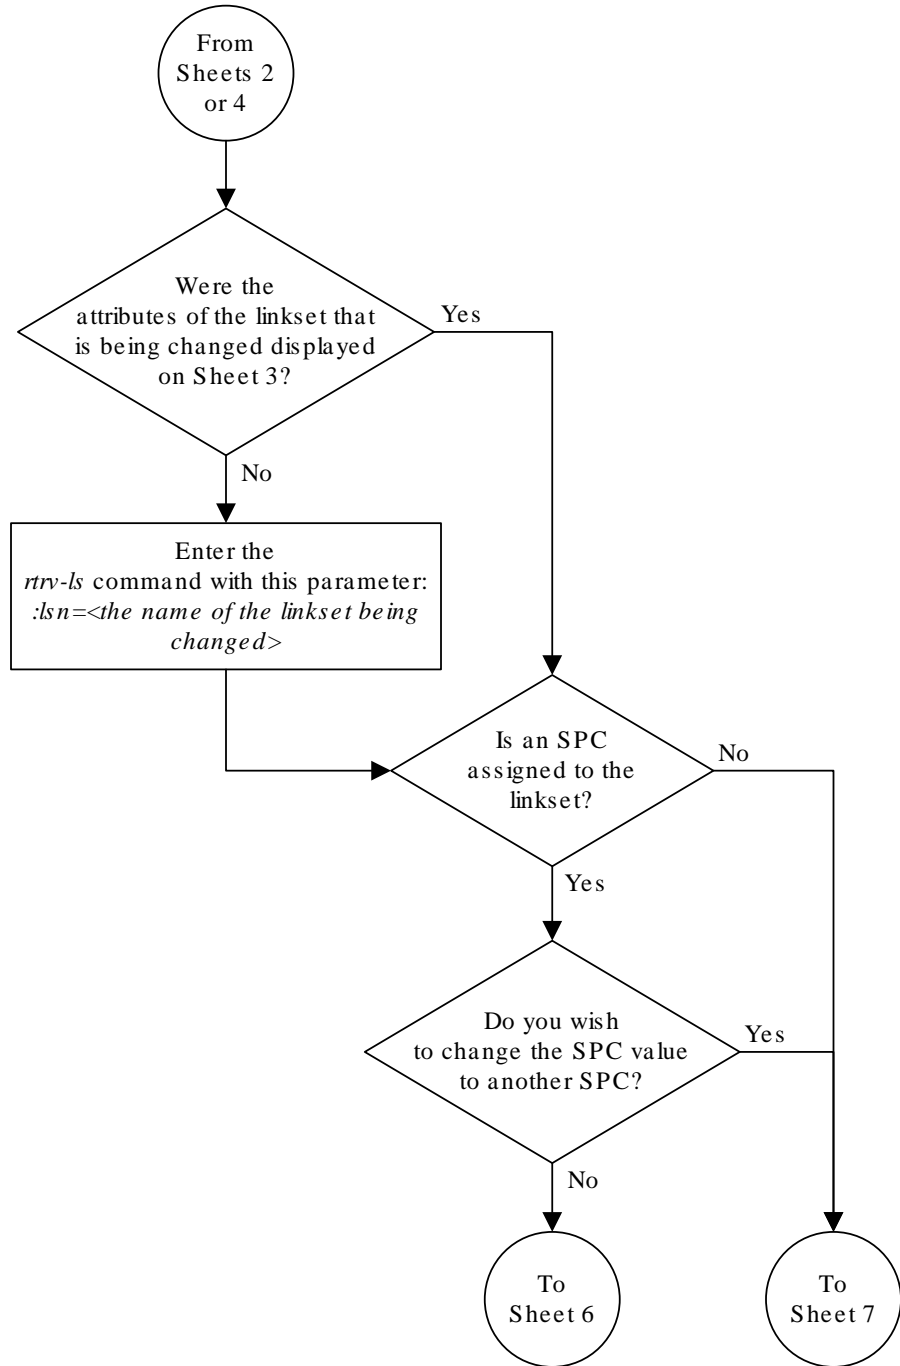 From
Sheets 2
or 4
Were the
attributes of the linkset that
is being changed displayed
on Sheet 3?
Yes
No
Enter the
rtrv-ls command with this parameter:
:lsn=<the name of the linkset being
changed>
Is an SPC
assigned to the
linkset?
No
Yes
Do you wish
to change the SPC value
to another SPC?
Yes
No
To
Sheet 6
To
Sheet 7